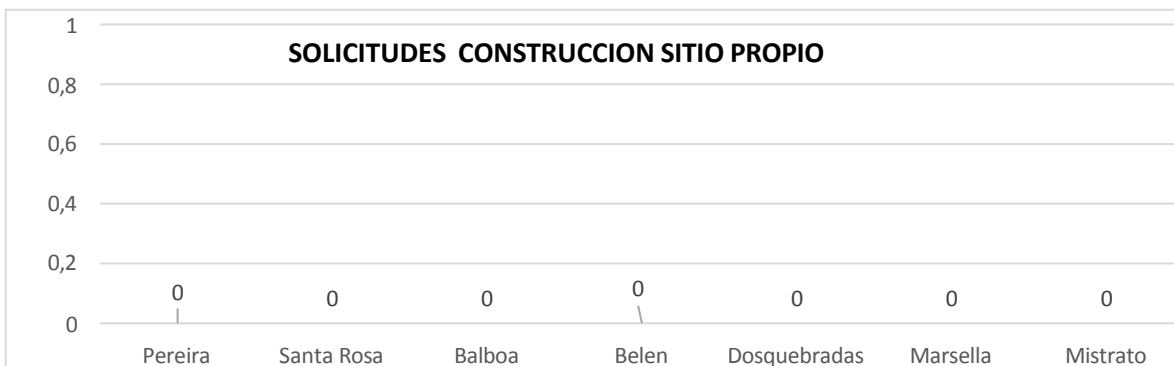 1
SOLICITUDES CONSTRUCCION SITIO PROPIO
0,8
0,6
0,4
0,2
0 0 0 0 0 0 0
0
Pereira Santa Rosa Balboa Belen Dosquebradas Marsella Mistrato